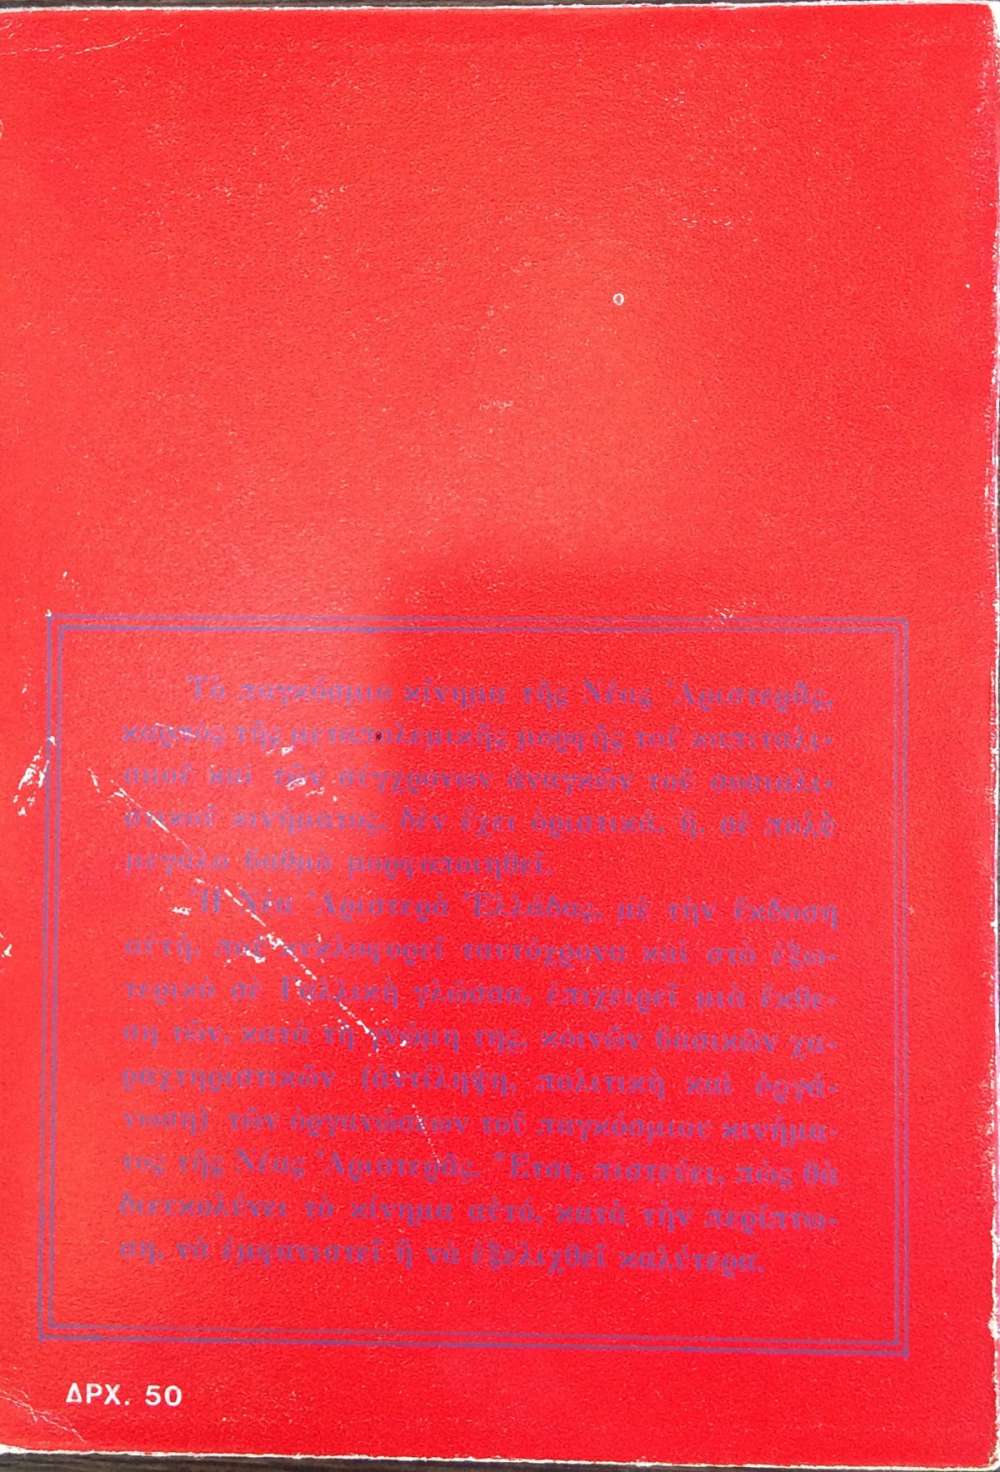 Τὸ παγκόσμιο κίνημα τῆς Νέας Ἀριστερᾶς,
καρπὸς τῆς μεταπολεμικῆς μορφῆς τοῦ καπιταλι-
σμοῦ καὶ τῶν σύγχρονων ἀναγκῶν τοῦ σοσιαλι-
στικοῦ κινήματος, δὲν ἔχει ὁριστικά, ἤ, σὲ πολὺ
μεγάλο βαθμὸ μορφοποιηθεῖ.
Ἡ Νέα Ἀριστερὰ Ἑλλάδας, μὲ τὴν ἔκδοση
αὐτή, ποὺ κυκλοφορεῖ ταυτόχρονα καὶ στὸ ἐξω-
τερικὸ σὲ Γαλλικὴ γλώσσα, ἐπιχειρεῖ μιὰ ἔκθε-
ση τῶν, κατὰ τὴ γνώμη της, κοινῶν βασικῶν χα-
ραχτηριστικῶν (ἀντίληψη, πολιτικὴ καὶ ὀργά-
νωση) τῶν ὀργανώσεων τοῦ παγκόσμιου κινήμα-
τος τῆς Νέας Ἀριστερᾶς. Ἔτσι, πιστεύει, πὼς θὰ
διευκολύνει τὸ κίνημα αὐτό, κατὰ τὴν περίπτω-
ση, νὰ ἐμφανιστεῖ ἢ νὰ ἐξελιχθεῖ καλύτερα.
ΔΡΧ. 50